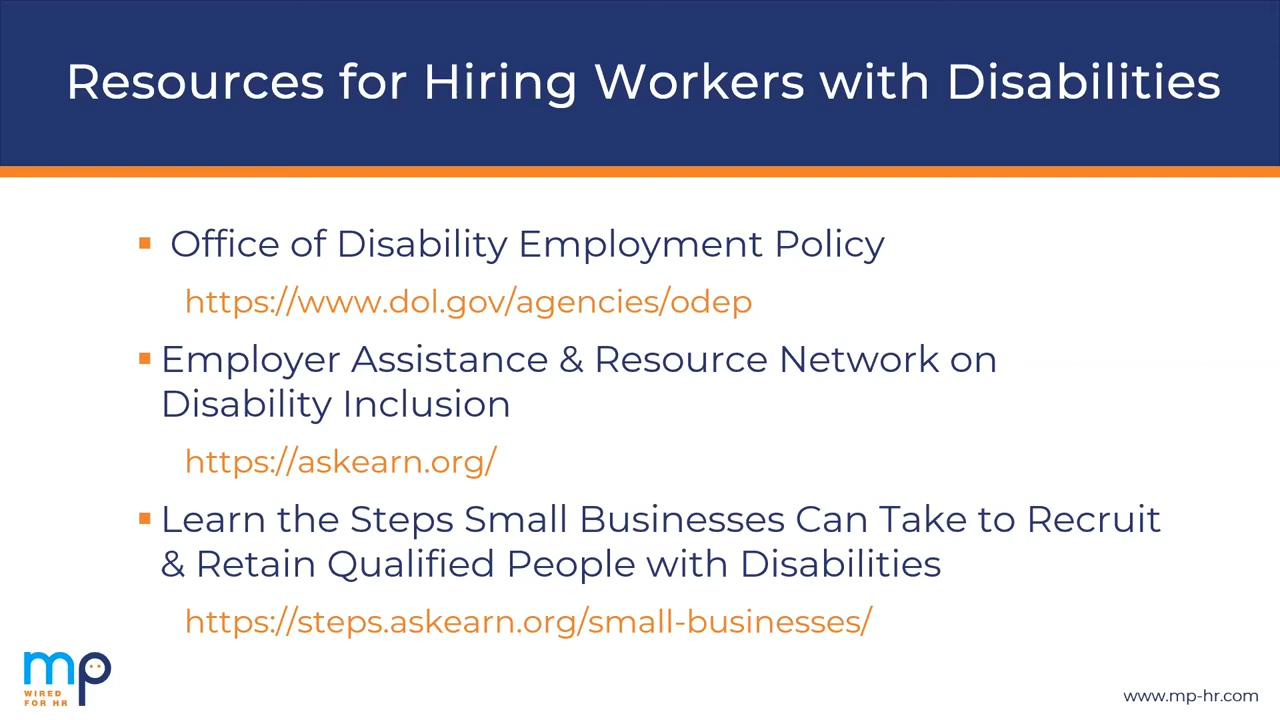 Resources for Hiring Workers with Disabilities
Office of Disability Employment Policy
https://www.dol.gov/agencies/odep
Employer Assistance & Resource Network on
Disability Inclusion
https://askearn.org/
Learn the Steps Small Businesses Can Take to Recruit
& Retain Qualified People with Disabilities
https://steps.askearn.org/small-businesses/
mp
WIRED
FOR HR
www.mp-hr.com